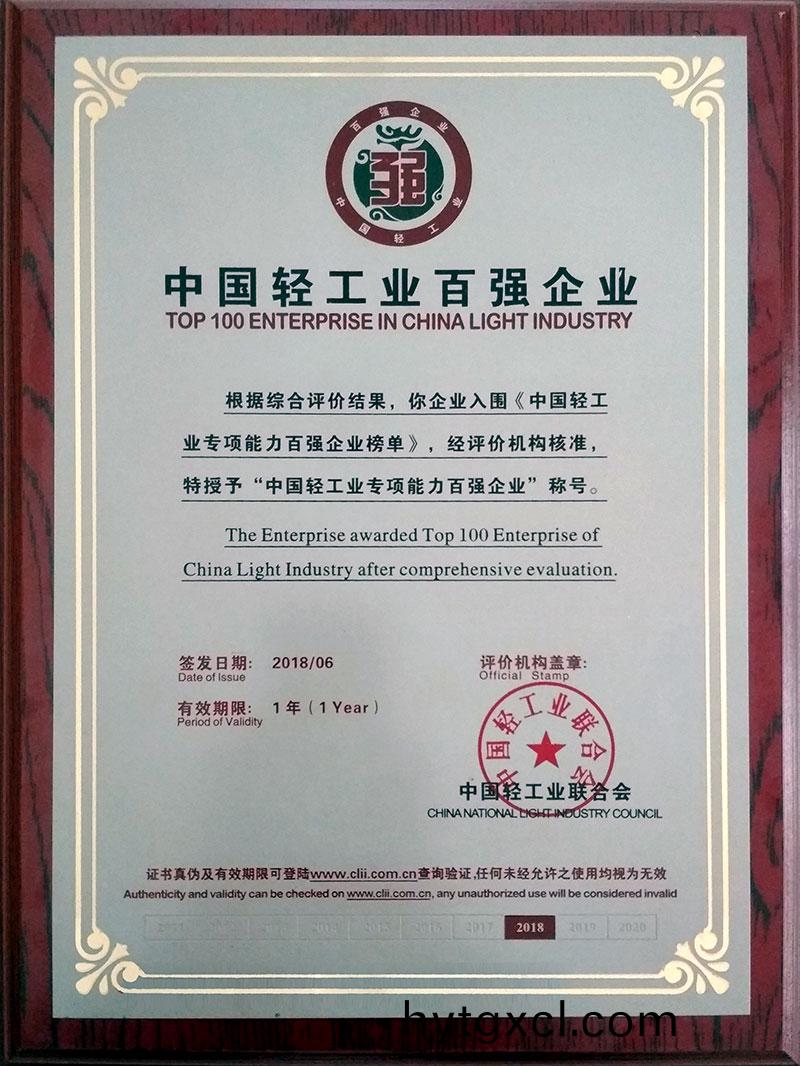 百强企业
强
中国轻工业
中国轻工业百强企业
TOP 100 ENTERPRISE IN CHINA LIGHT INDUSTRY
根据综合评价结果，你企业入围《中国轻工
业专项能力百强企业榜单》，经评价机构核准，
特授予“中国轻工业专项能力百强企业”称号。
The Enterprise awarded Top 100 Enterprise of
China Light Industry after comprehensive evaluation.
签发日期: 2018/06
Date of Issue
有效期限: 1年（1 Year）
Period of Validity
评价机构盖章:
Official Stamp
中国轻工业联合会
中国轻工业联合会
CHINA NATIONAL LIGHT INDUSTRY COUNCIL
证书真伪及有效期限可登陆www.clii.com.cn查询验证,任何未经允许之使用均视为无效
Authenticity and validity can be checked on www.clii.com.cn, any unauthorized use will be considered invalid
2011 2012 2013 2014 2015 2016 2017 2018 2019 2020
hytgxcl.com